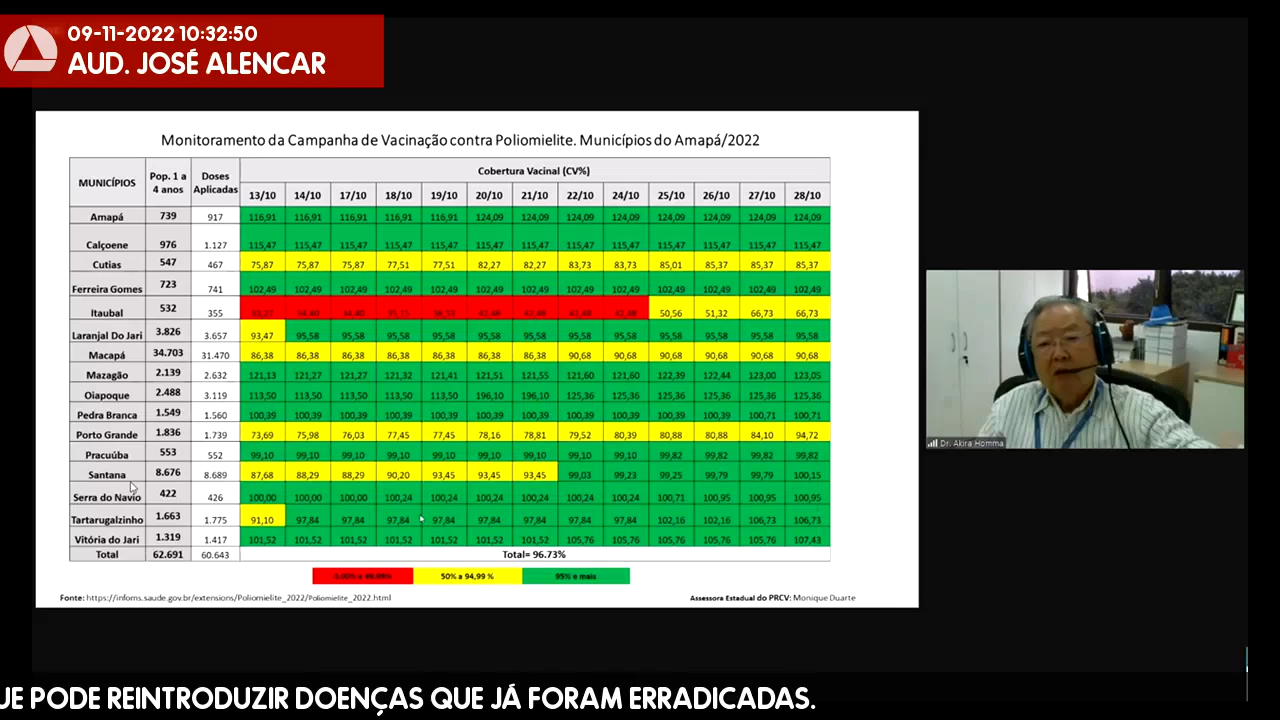 09-11-2022 10:32:50
AUD. JOSÉ ALENCAR
Monitoramento da Campanha de Vacinação contra Poliomielite. Municípios do Amapá/2022
MUNICÍPIOS Pop. 1 a 4 anos Doses Aplicadas Cobertura Vacinal (CV%)
13/10 14/10 17/10 18/10 19/10 20/10 21/10 22/10 24/10 25/10 26/10 27/10 28/10
Amapá 739 917 116,91 116,91 116,91 116,91 116,91 124,09 124,09 124,09 124,09 124,09 124,09 124,09 124,09
Calçoene 976 1.127 115,47 115,47 115,47 115,47 115,47 115,47 115,47 115,47 115,47 115,47 115,47 115,47 115,47
Cutias 547 467 75,87 75,87 75,87 77,51 77,51 82,27 82,27 83,73 83,73 85,01 85,37 85,37 85,37
Ferreira Gomes 723 741 102,49 102,49 102,49 102,49 102,49 102,49 102,49 102,49 102,49 102,49 102,49 102,49 102,49
Itaubal 532 355 50,56 51,32 66,73 66,73
Laranjal Do Jari 3.826 3.657 93,47 95,58 95,58 95,58 95,58 95,58 95,58 95,58 95,58 95,58 95,58 95,58 95,58
Macapá 34.703 31.470 86,38 86,38 86,38 86,38 86,38 86,38 86,38 90,68 90,68 90,68 90,68 90,68 90,68
Mazagão 2.139 2.632 121,13 121,27 121,27 121,32 121,41 121,51 121,55 121,60 121,60 122,39 122,44 123,00 123,05
Oiapoque 2.488 3.119 113,50 113,50 113,50 113,50 113,50 196,10 196,10 125,36 125,36 125,36 125,36 125,36 125,36
Pedra Branca 1.549 1.560 100,39 100,39 100,39 100,39 100,39 100,39 100,39 100,39 100,39 100,39 100,39 100,71 100,71
Porto Grande 1.836 1.739 73,69 75,98 76,03 77,45 77,45 78,16 78,81 79,52 80,39 80,88 80,88 84,10 94,72
Pracuúba 553 552 99,10 99,10 99,10 99,10 99,10 99,10 99,10 99,10 99,10 99,82 99,82 99,82 99,82
Santana 8.676 8.689 87,68 88,29 88,29 90,20 93,45 93,45 93,45 99,03 99,23 99,25 99,79 99,79 100,15
Serra do Navio 422 426 100,00 100,00 100,00 100,24 100,24 100,24 100,24 100,24 100,24 100,71 100,95 100,95 100,95
Tartarugalzinho 1.663 1.775 91,10 97,84 97,84 97,84 97,84 97,84 97,84 97,84 97,84 102,16 102,16 106,73 106,73
Vitória do Jari 1.319 1.417 101,52 101,52 101,52 101,52 101,52 101,52 101,52 105,76 105,76 105,76 105,76 105,76 107,43
Total 62.691 60.643 Total= 96.73%
50% a 94,99 % 95% e mais
Fonte: https://infoms.saude.gov.br/extensions/Poliomielite_2022/Poliomielite_2022.html
Assessora Estadual do PRCV: Monique Duarte
Dr. Akira Homma
UE PODE REINTRODUZIR DOENÇAS QUE JÁ FORAM ERRADICADAS.